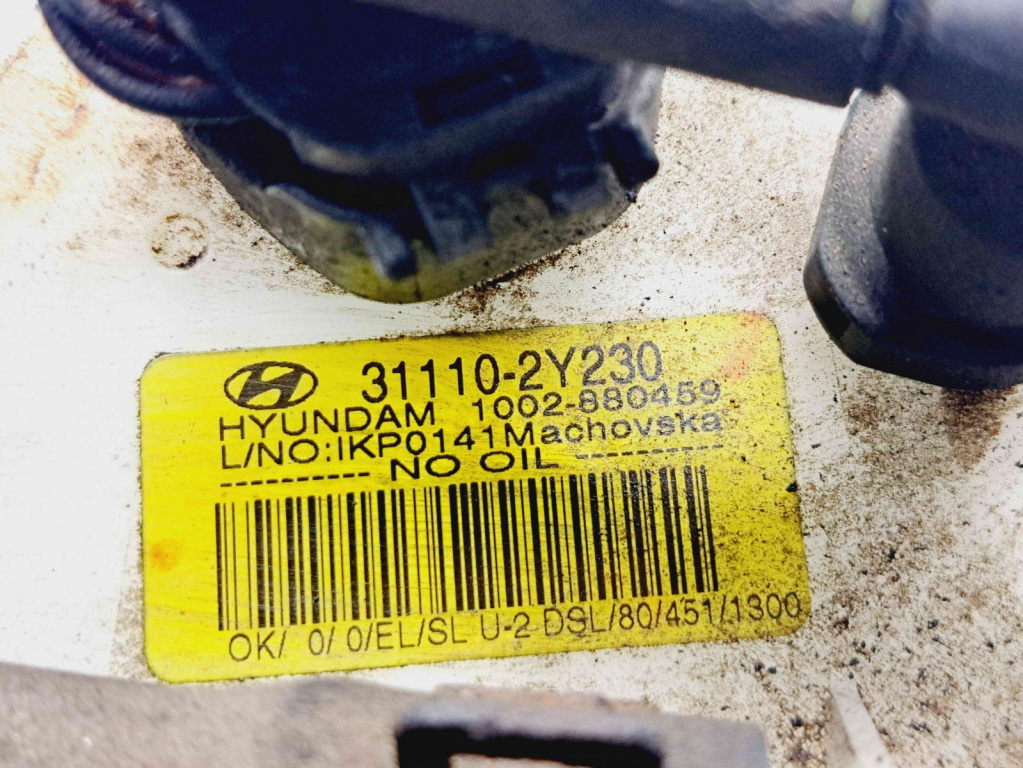 31110-2Y230
HYUNDAM 1002-880459
L/NO:IKP0141Machovska
--------- NO OIL ---------
OK/ 0/ 0/EL/SL U-2 DSL/80/451/1300